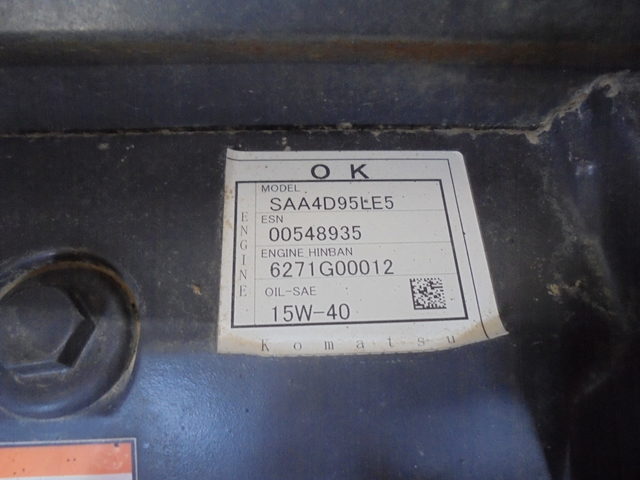 O K
ENGINE
MODEL
SAA4D95LE5
ESN
00548935
ENGINE HINBAN
6271G00012
OIL-SAE
15W-40
Komatsu